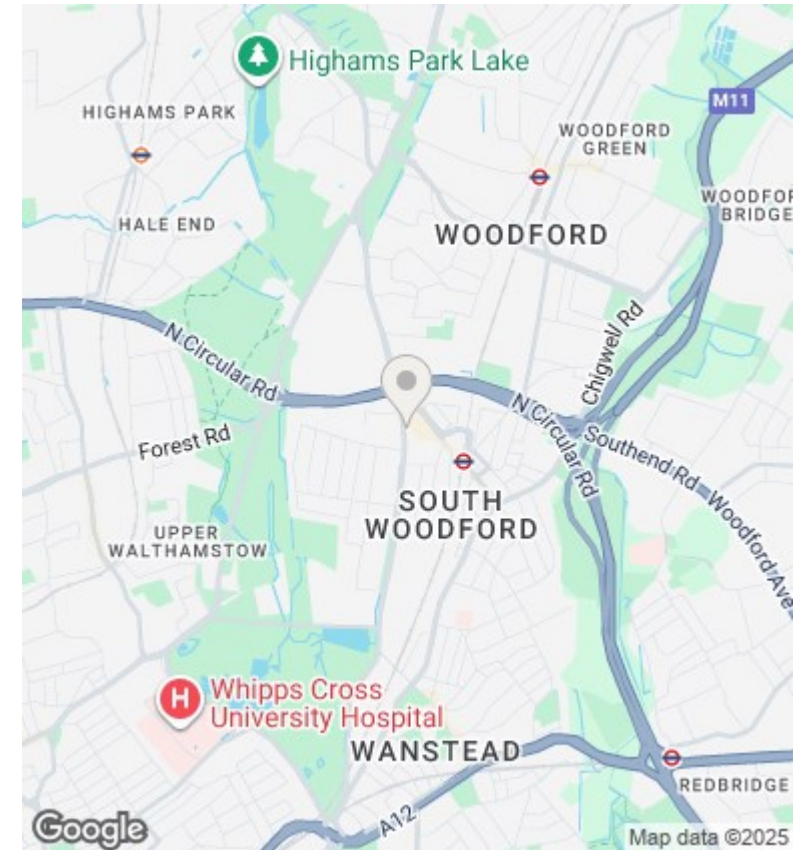 Highams Park Lake
M11
HIGHAMS PARK
WOODFORD
GREEN
WOODFOR
BRIDGE
HALE END
WOODFORD
N Circular Rd
Chigwell Rd
N Circular Rd
Southend Rd
Woodford Ave
Forest Rd
SOUTH
WOODFORD
UPPER
WALTHAMSTOW
H
Whipps Cross
University Hospital
WANSTEAD
REDBRIDGE
A12
Google
Map data ©2025